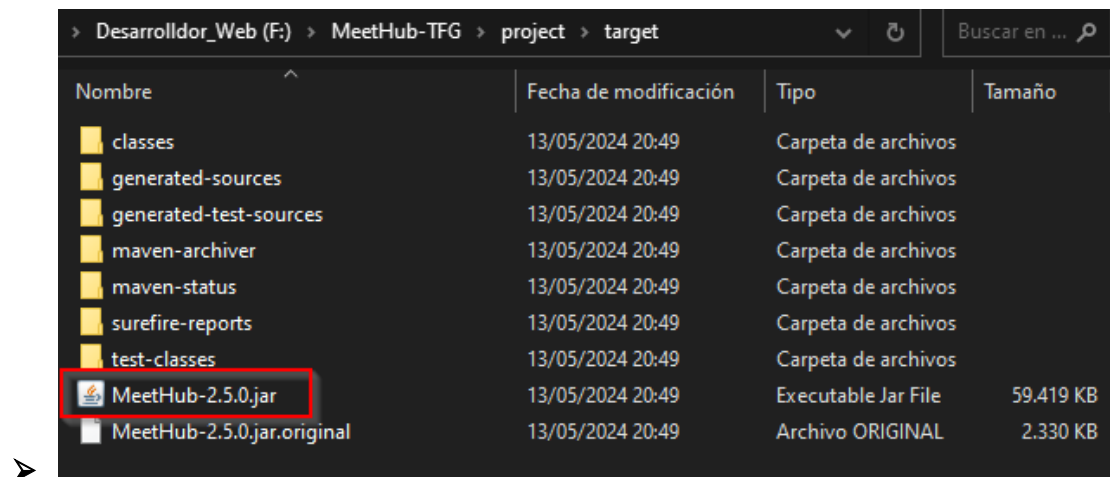 > Desarrolldor_Web (F:) > MeetHub-TFG > project > target Buscar en ...
Nombre Fecha de modificación Tipo Tamaño
classes 13/05/2024 20:49 Carpeta de archivos
generated-sources 13/05/2024 20:49 Carpeta de archivos
generated-test-sources 13/05/2024 20:49 Carpeta de archivos
maven-archiver 13/05/2024 20:49 Carpeta de archivos
maven-status 13/05/2024 20:49 Carpeta de archivos
surefire-reports 13/05/2024 20:49 Carpeta de archivos
test-classes 13/05/2024 20:49 Carpeta de archivos
MeetHub-2.5.0.jar 13/05/2024 20:49 Executable Jar File 59.419 KB
MeetHub-2.5.0.jar.original 13/05/2024 20:49 Archivo ORIGINAL 2.330 KB